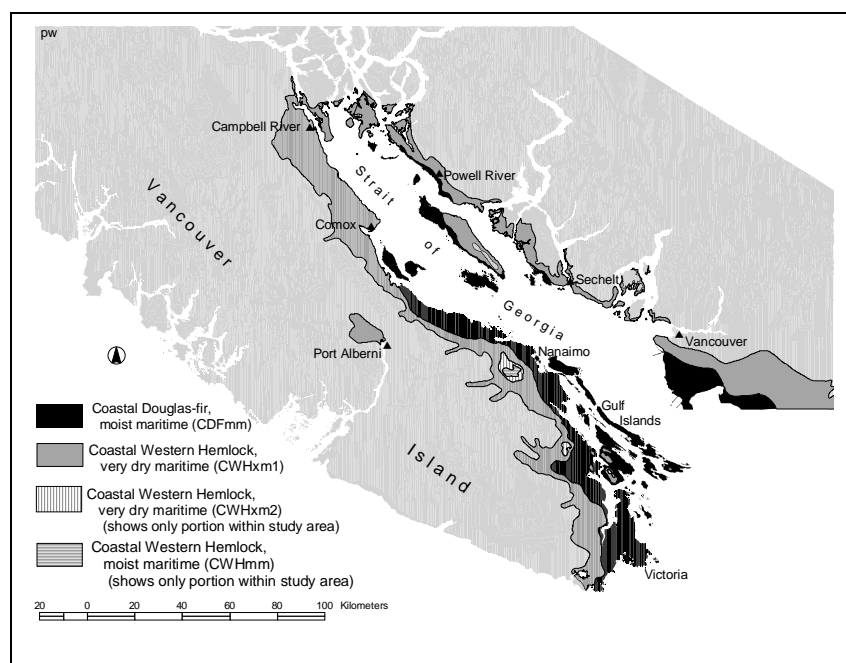 pw
Campbell River
Powell River
Strait
Vancouver
Comox
of
Sechelt
Georgia
Vancouver
Nanaimo
Port Alberni
Gulf
Islands
Island
Victoria
Coastal Douglas-fir,
moist maritime (CDFmm)
Coastal Western Hemlock,
very dry maritime (CWHxm1)
Coastal Western Hemlock,
very dry maritime (CWHxm2)
(shows only portion within study area)
Coastal Western Hemlock,
moist maritime (CWHmm)
(shows only portion within study area)
20 0 20 40 60 80 100 Kilometers